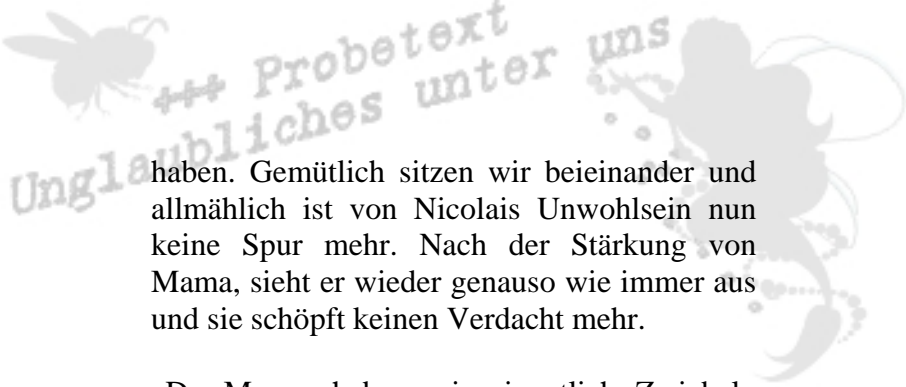 +++ Probetext
Unglaubliches unter uns
haben. Gemütlich sitzen wir beieinander und
allmählich ist von Nicolais Unwohlsein nun
keine Spur mehr. Nach der Stärkung von
Mama, sieht er wieder genauso wie immer aus
und sie schöpft keinen Verdacht mehr.